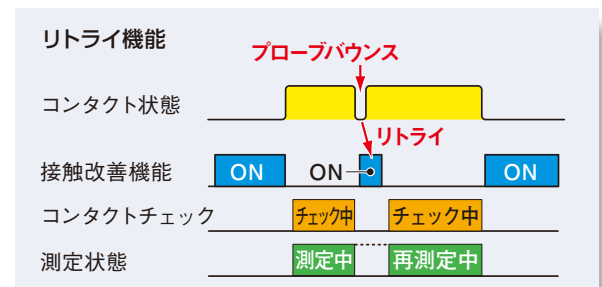 リトライ機能
プローブバウンス
コンタクト状態
リトライ
接触改善機能 ON ON ON
コンタクトチェック チェック中 チェック中
測定状態 測定中 再測定中